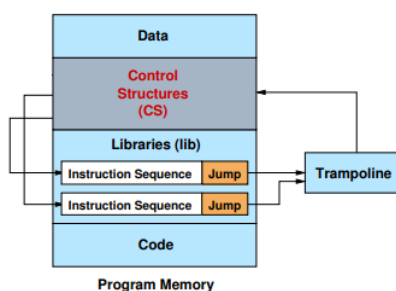 Data
Control
Structures
(CS)
Libraries (lib)
Instruction Sequence Jump
Trampoline
Instruction Sequence Jump
Code
Program Memory